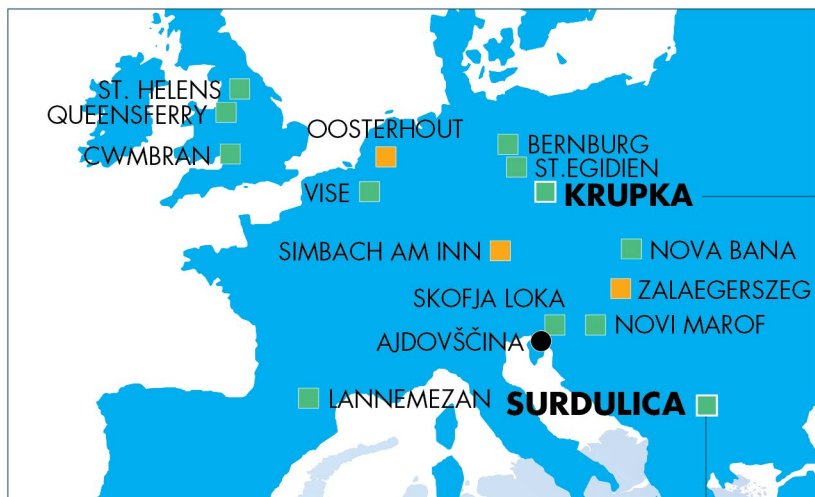 ST. HELENS
QUEENSFERRY
OOSTERHOUT
BERNBURG
CWMBRAN
ST.EGIDIEN
VISE
KRUPKA
SIMBACH AM INN
NOVA BANA
ZALAEGERSZEG
SKOFJA LOKA
NOVI MAROF
AJDOVŠČINA
LANNEMEZAN
SURDULICA